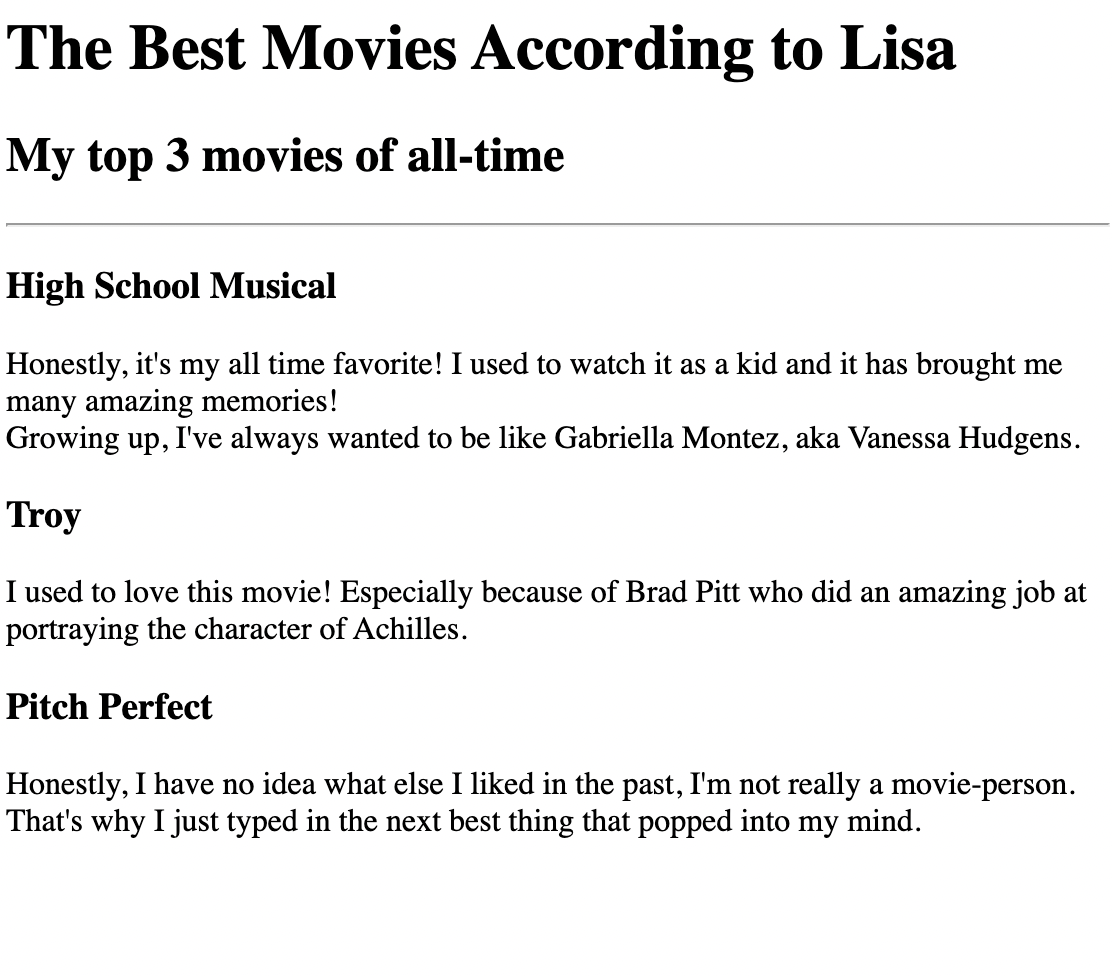 The Best Movies According to Lisa
My top 3 movies of all-time
High School Musical
Honestly, it's my all time favorite! I used to watch it as a kid and it has brought me
many amazing memories!
Growing up, I've always wanted to be like Gabriella Montez, aka Vanessa Hudgens.
Troy
I used to love this movie! Especially because of Brad Pitt who did an amazing job at
portraying the character of Achilles.
Pitch Perfect
Honestly, I have no idea what else I liked in the past, I'm not really a movie-person.
That's why I just typed in the next best thing that popped into my mind.